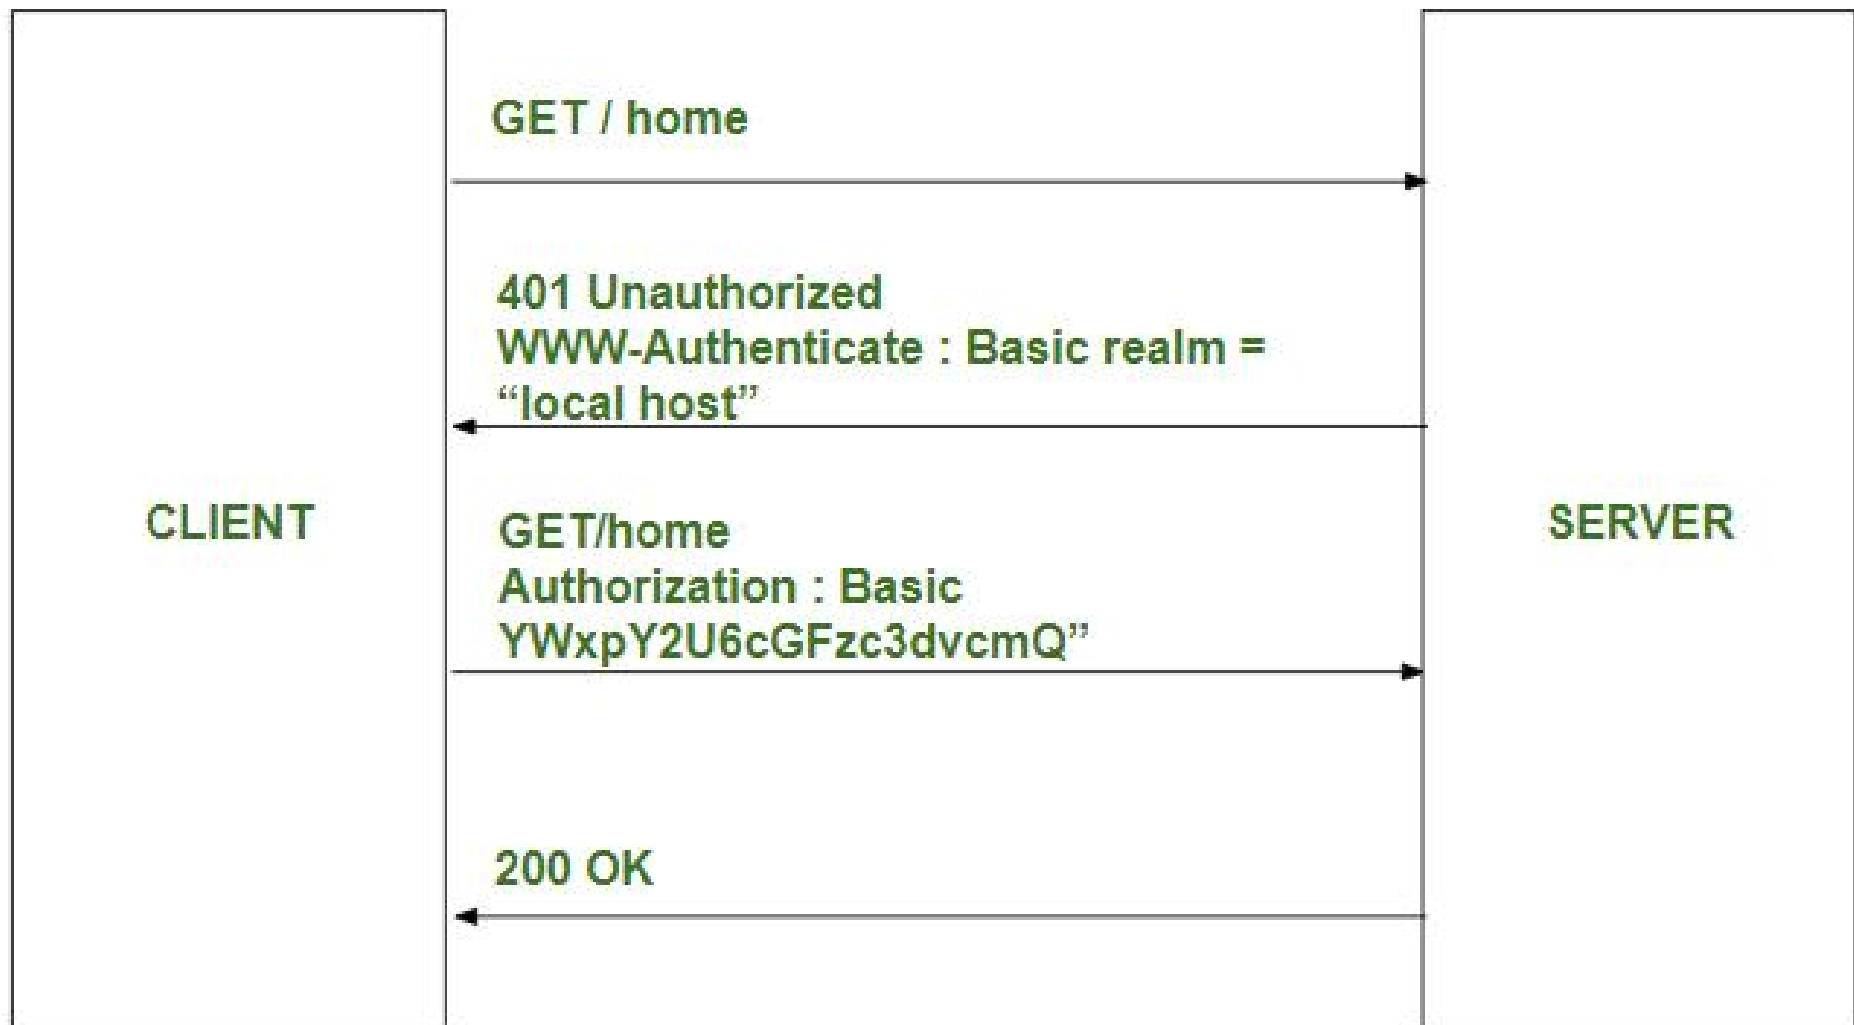 GET / home
401 Unauthorized
WWW-Authenticate : Basic realm =
“local host”
CLIENT
GET/home
Authorization : Basic
YWxpY2U6cGFzc3dvcmQ”
SERVER
200 OK